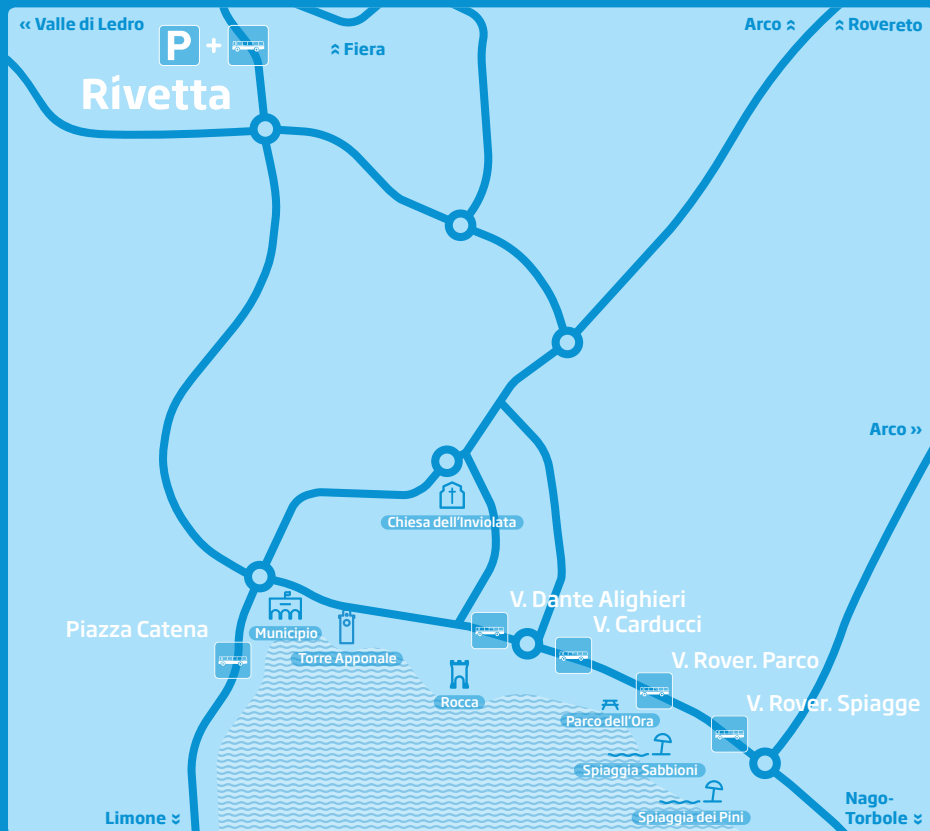 ‹‹ Valle di Ledro
P +
Rivetta
Fiera
Arco
Rovereto
Arco ››
Chiesa dell'Inviolata
V. Dante Alighieri
V. Carducci
Piazza Catena
Municipio
Torre Apponale
V. Rover. Parco
Rocca
V. Rover. Spiagge
Parco dell'Ora
Spiaggia Sabbioni
Spiaggia dei Pini
Limone
Nago-
Torbole